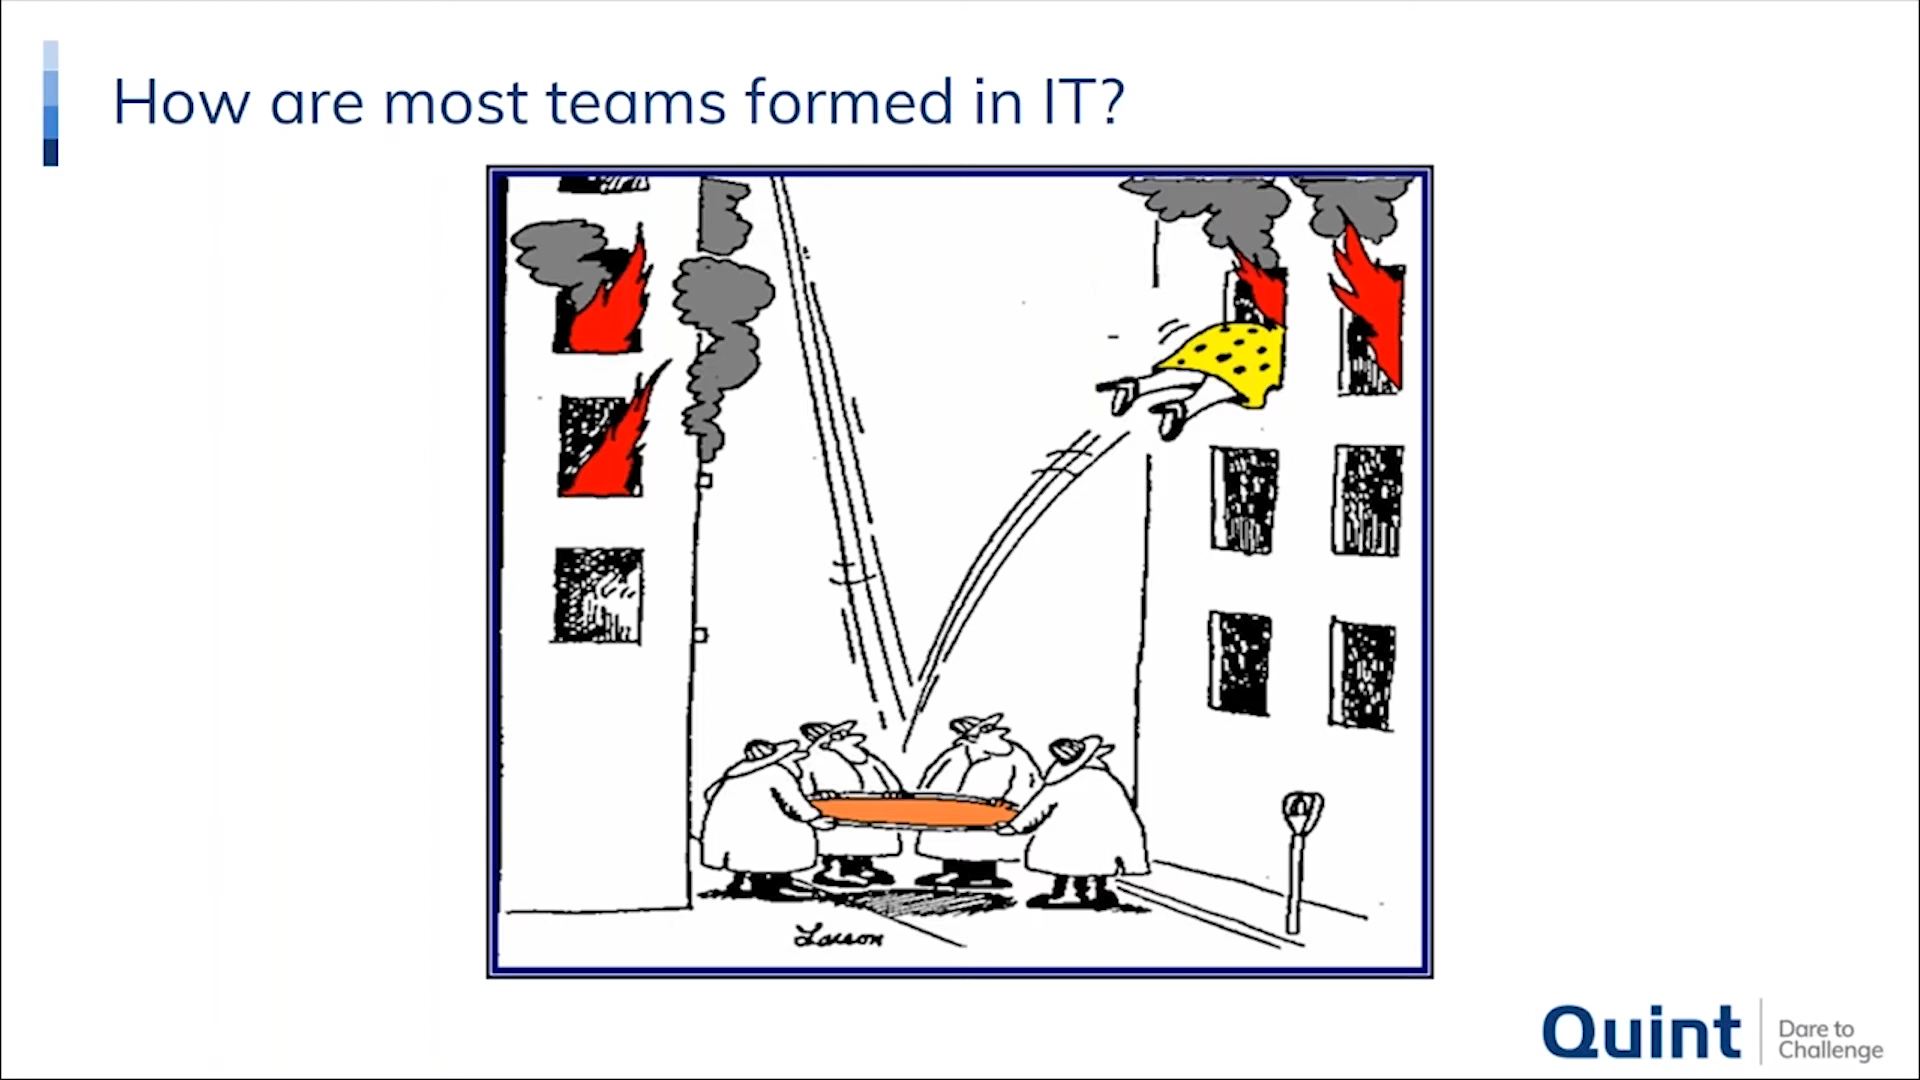 How are most teams formed in IT?
Larson
Quint
Dare to
Challenge